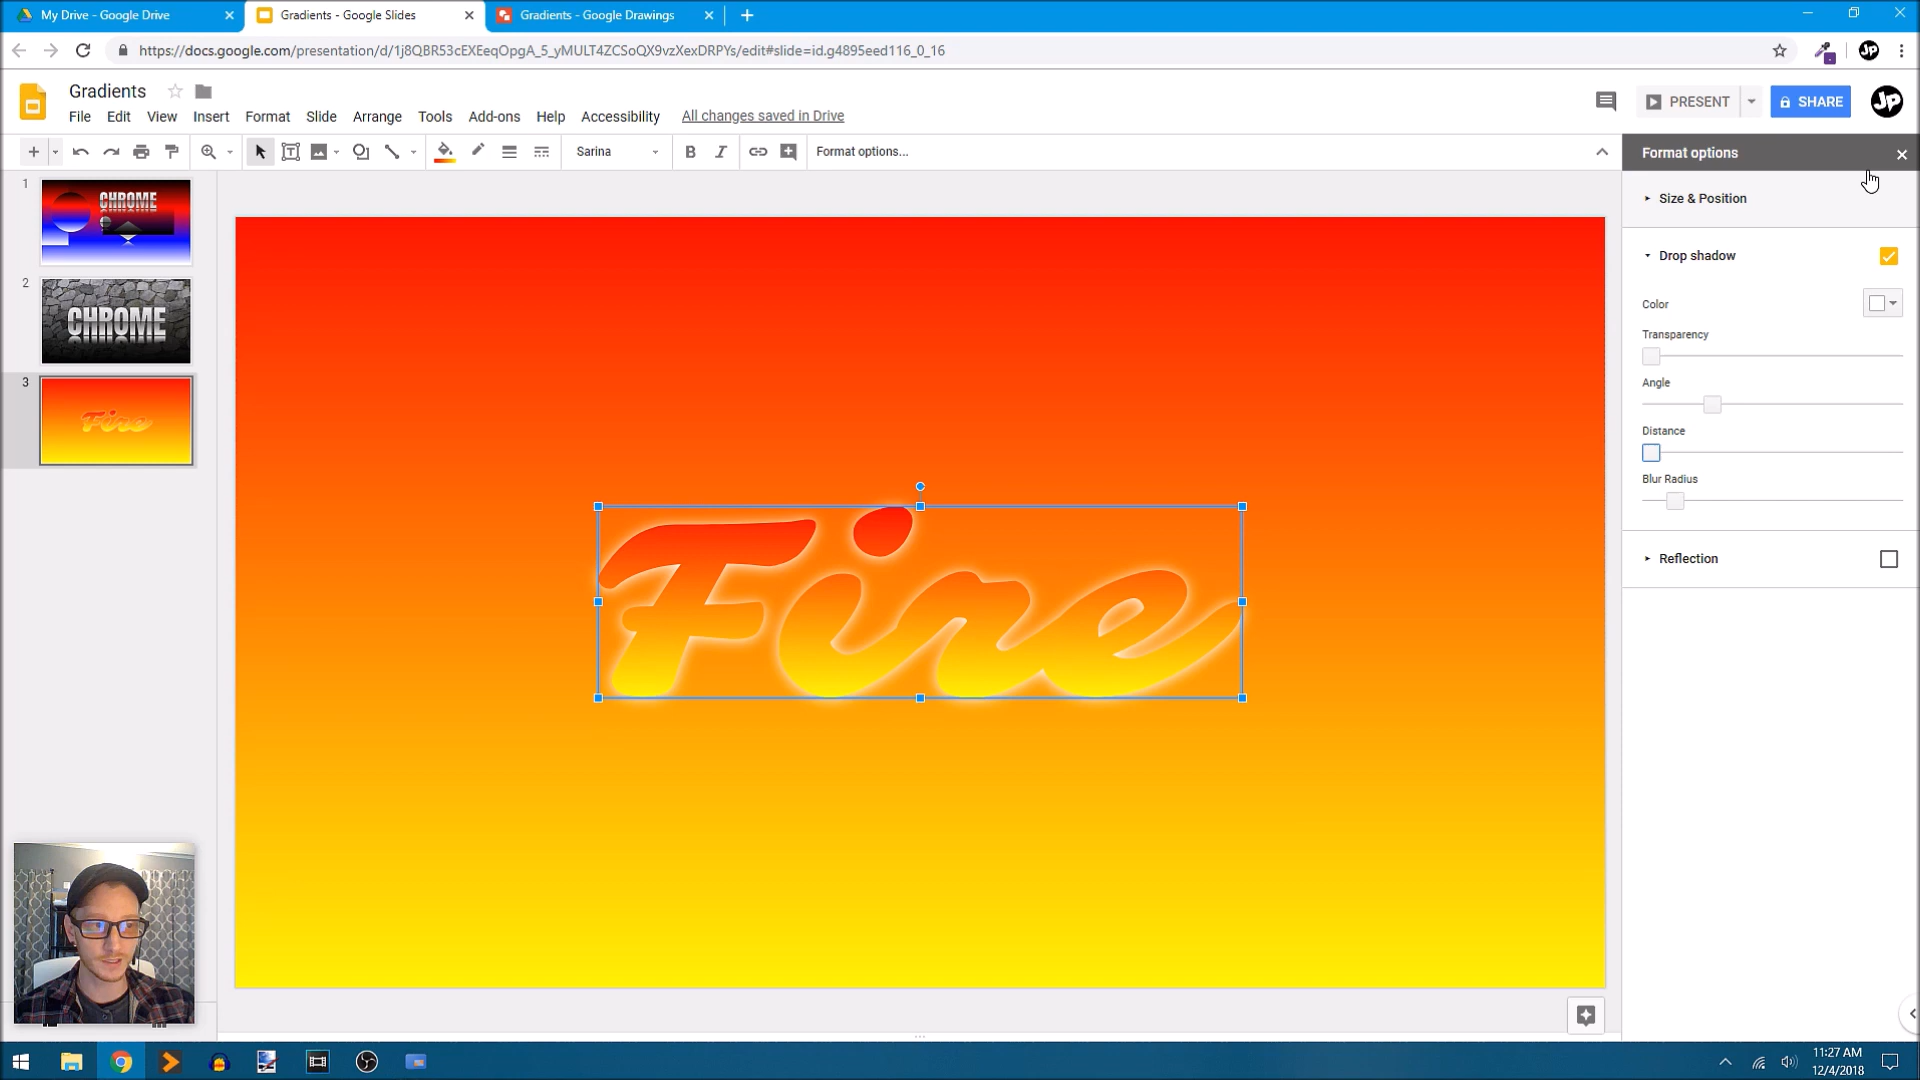 My Drive - Google Drive
Gradients - Google Slides
Gradients - Google Drawings
https://docs.google.com/presentation/d/1j8QBR53cEXEeqOpgA_5_yMULT4ZCSoQX9vzXexDRPYs/edit#slide=id.g4895eed116_0_16
JP
Gradients
File Edit View Insert Format Slide Arrange Tools Add-ons Help Accessibility All changes saved in Drive
PRESENT
SHARE
JP
Sarina
B I
Format options...
Format options
Size & Position
Drop shadow
Color
Transparency
Angle
Distance
Blur Radius
Reflection
1
CHROME
2
CHROME
3
Fire
Fire
11:27 AM
12/4/2018